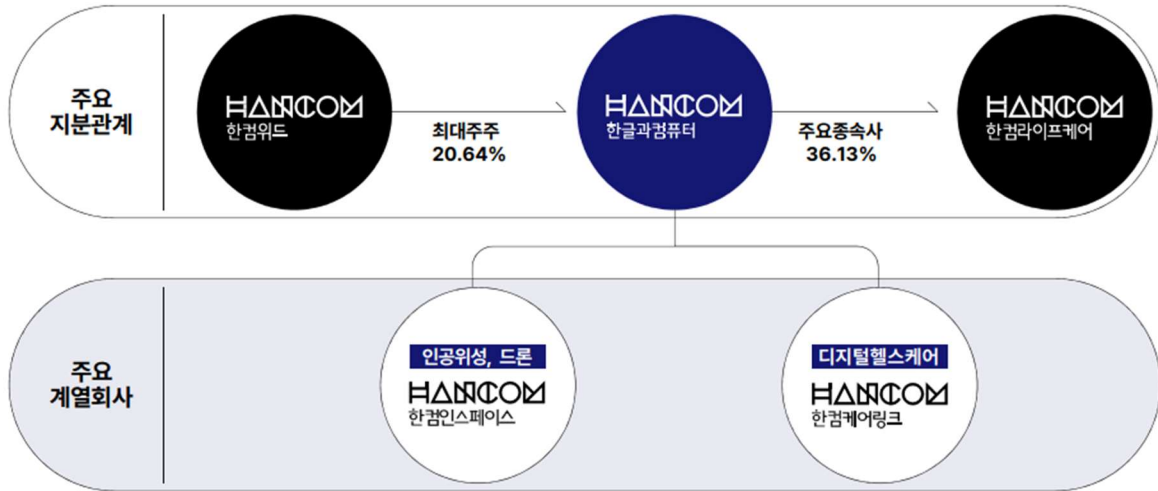 주요
지분관계
HANCOM
한컴위드
최대주주
20.64%
HANCOM
한글과컴퓨터
주요종속사
36.13%
HANCOM
한컴라이프케어
주요
계열회사
인공위성, 드론
HANCOM
한컴인스페이스
디지털헬스케어
HANCOM
한컴케어링크